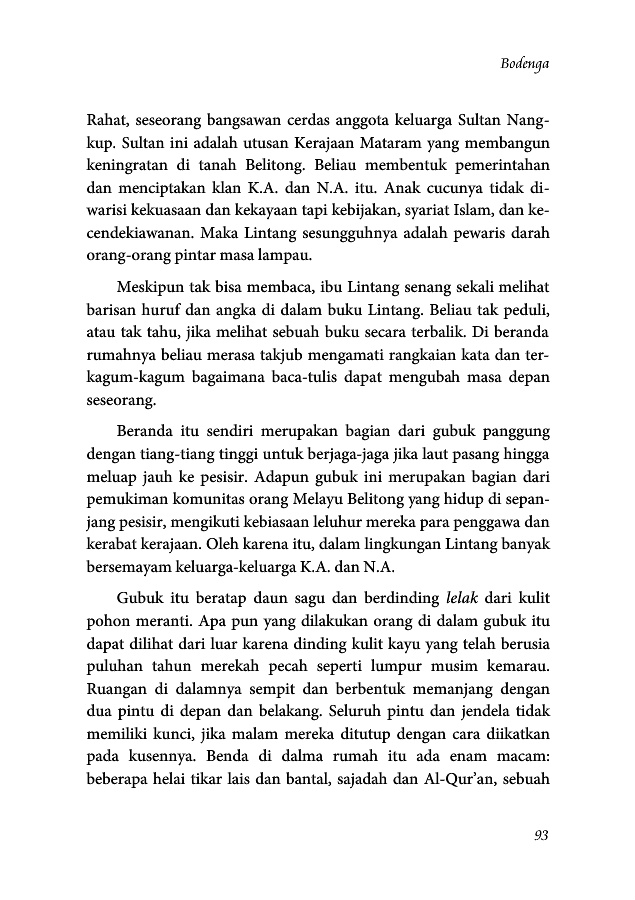 Bodenga
Rahat, seseorang bangsawan cerdas anggota keluarga Sultan Nang-
kup. Sultan ini adalah utusan Kerajaan Mataram yang membangun
keningratan di tanah Belitong. Beliau membentuk pemerintahan
dan menciptakan klan K.A. dan N.A. itu. Anak cucunya tidak di-
warisi kekuasaan dan kekayaan tapi kebijakan, syariat Islam, dan ke-
cendekiawanan. Maka Lintang sesungguhnya adalah pewaris darah
orang-orang pintar masa lampau.
Meskipun tak bisa membaca, ibu Lintang senang sekali melihat
barisan huruf dan angka di dalam buku Lintang. Beliau tak peduli,
atau tak tahu, jika melihat sebuah buku secara terbalik. Di beranda
rumahnya beliau merasa takjub mengamati rangkaian kata dan ter-
kagum-kagum bagaimana baca-tulis dapat mengubah masa depan
seseorang.
Beranda itu sendiri merupakan bagian dari gubuk panggung
dengan tiang-tiang tinggi untuk berjaga-jaga jika laut pasang hingga
meluap jauh ke pesisir. Adapun gubuk ini merupakan bagian dari
pemukiman komunitas orang Melayu Belitong yang hidup di sepan-
jang pesisir, mengikuti kebiasaan leluhur mereka para penggawa dan
kerabat kerajaan. Oleh karena itu, dalam lingkungan Lintang banyak
bersemayam keluarga-keluarga K.A. dan N.A.
Gubuk itu beratap daun sagu dan berdinding lelak dari kulit
pohon meranti. Apa pun yang dilakukan orang di dalam gubuk itu
dapat dilihat dari luar karena dinding kulit kayu yang telah berusia
puluhan tahun merekah pecah seperti lumpur musim kemarau.
Ruangan di dalamnya sempit dan berbentuk memanjang dengan
dua pintu di depan dan belakang. Seluruh pintu dan jendela tidak
memiliki kunci, jika malam mereka ditutup dengan cara diikatkan
pada kusennya. Benda di dalma rumah itu ada enam macam:
beberapa helai tikar lais dan bantal, sajadah dan Al-Qur’an, sebuah
93